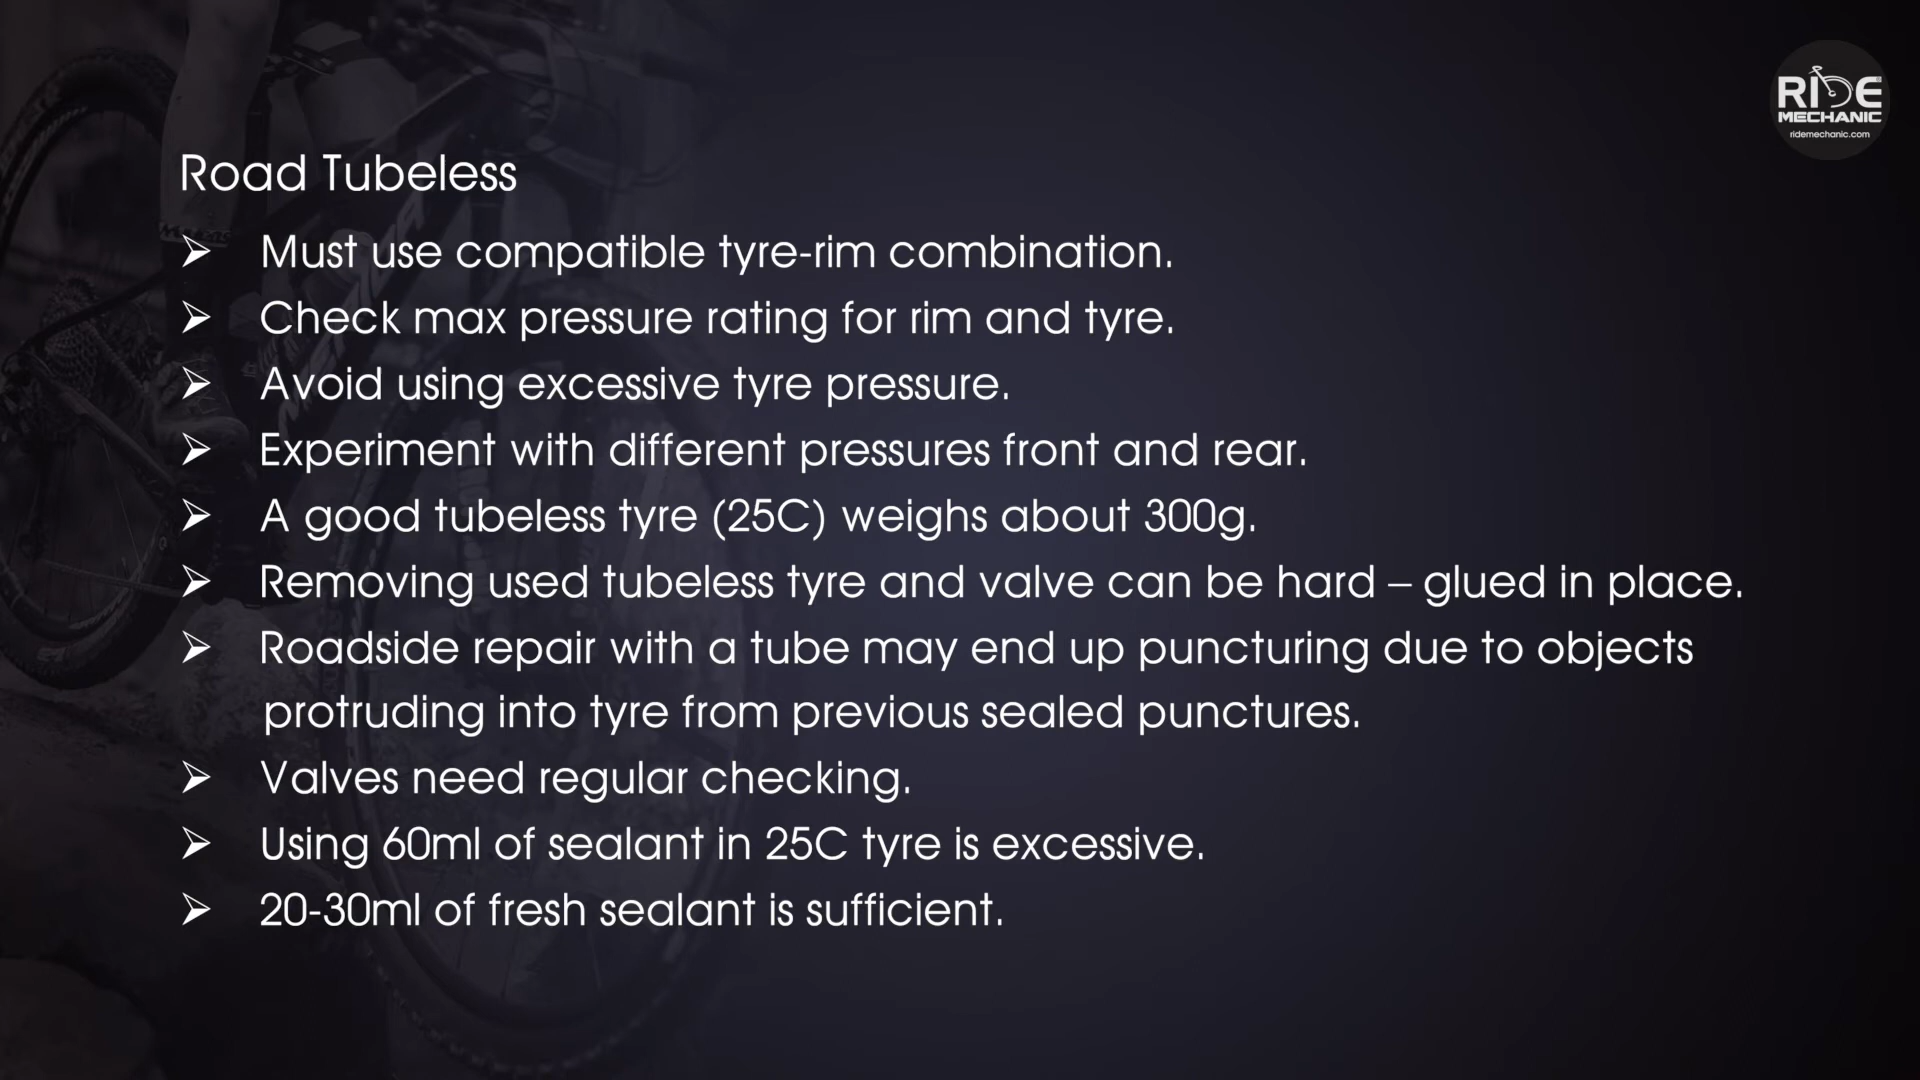 RIDE
MECHANIC
ridemechanic.com
Road Tubeless
➢ Must use compatible tyre-rim combination.
➢ Check max pressure rating for rim and tyre.
➢ Avoid using excessive tyre pressure.
➢ Experiment with different pressures front and rear.
➢ A good tubeless tyre (25C) weighs about 300g.
➢ Removing used tubeless tyre and valve can be hard – glued in place.
➢ Roadside repair with a tube may end up puncturing due to objects
protruding into tyre from previous sealed punctures.
➢ Valves need regular checking.
➢ Using 60ml of sealant in 25C tyre is excessive.
➢ 20-30ml of fresh sealant is sufficient.